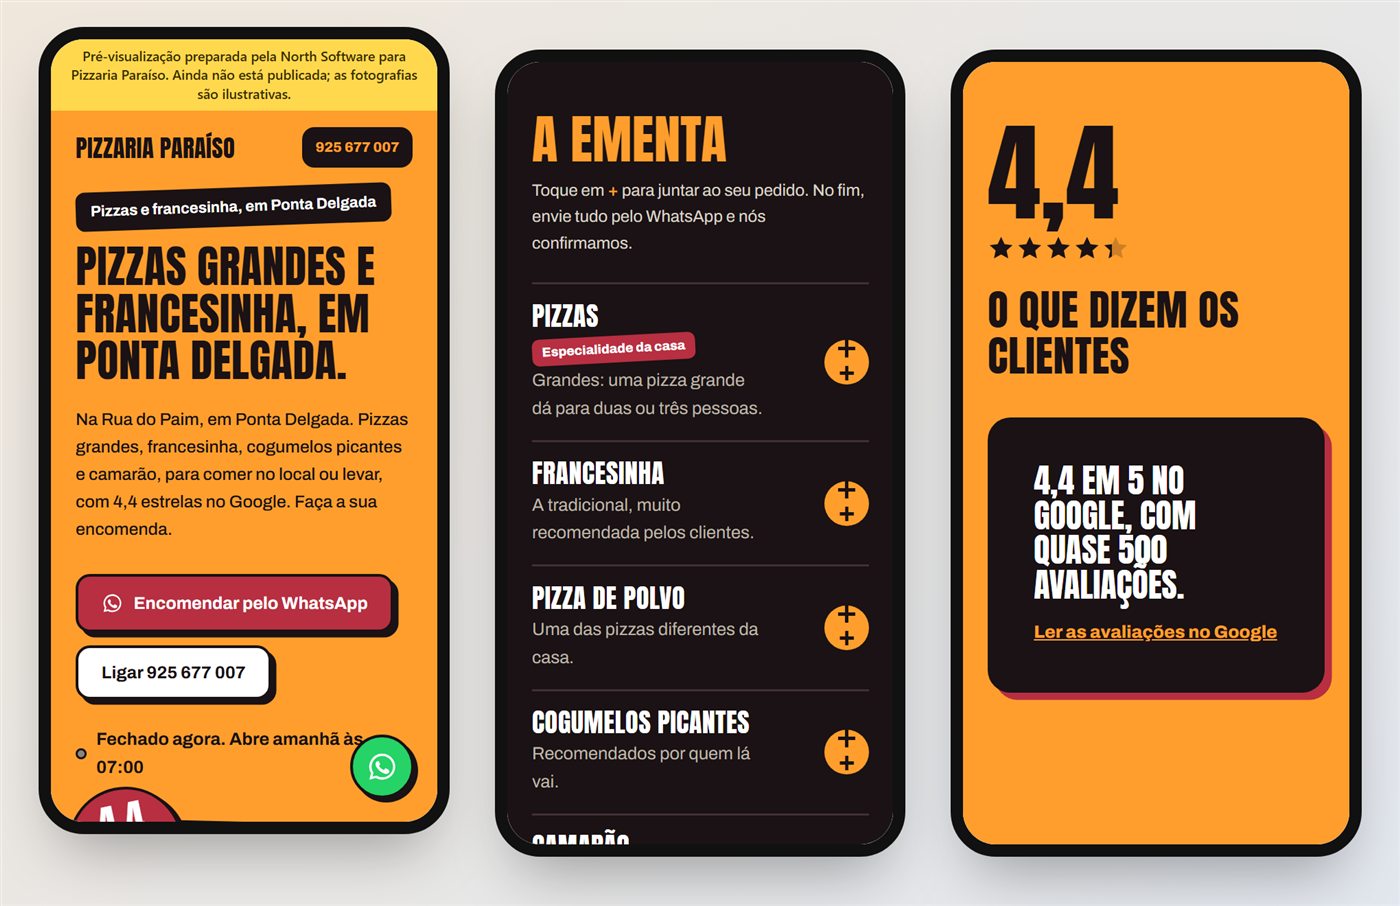 Pré-visualização preparada pela North Software para
Pizzaria Paraíso. Ainda não está publicada; as fotografias
são ilustrativas.
PIZZARIA PARAÍSO
925 677 007
Pizzas e francesinha, em Ponta Delgada
PIZZAS GRANDES E
FRANCESINHA, EM
PONTA DELGADA.
Na Rua do Paim, em Ponta Delgada. Pizzas
grandes, francesinha, cogumelos picantes
e camarão, para comer no local ou levar,
com 4,4 estrelas no Google. Faça a sua
encomenda.
Encomendar pelo WhatsApp
Ligar 925 677 007
Fechado agora. Abre amanhã às
07:00
4,4
A EMENTA
Toque em + para juntar ao seu pedido. No fim,
envie tudo pelo WhatsApp e nós
confirmamos.
PIZZAS
Especialidade da casa
Grandes: uma pizza grande
dá para duas ou três pessoas.
+
+
FRANCESINHA
A tradicional, muito
recomendada pelos clientes.
+
+
PIZZA DE POLVO
Uma das pizzas diferentes da
casa.
+
+
COGUMELOS PICANTES
Recomendados por quem lá
vai.
+
+
CAMARÃO
4,4
O QUE DIZEM OS
CLIENTES
4,4 EM 5 NO
GOOGLE, COM
QUASE 500
AVALIAÇÕES.
Ler as avaliações no Google